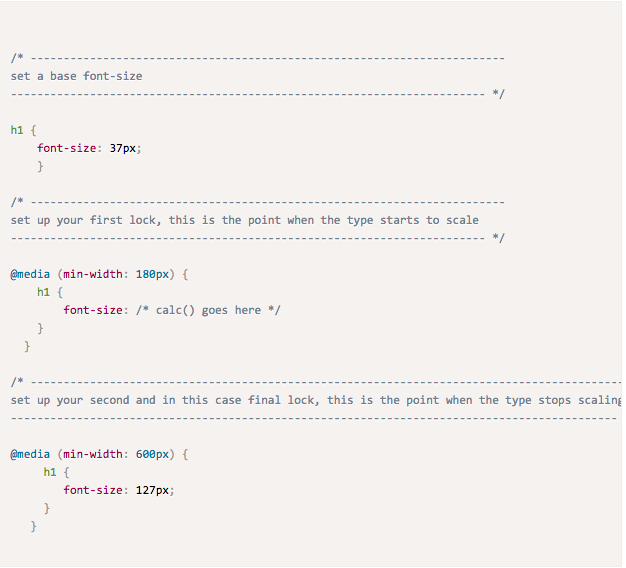 /* ------------------------------------------------------------------------
set a base font-size
------------------------------------------------------------------------ */
h1 {
font-size: 37px;
}
/* ------------------------------------------------------------------------
set up your first lock, this is the point when the type starts to scale
------------------------------------------------------------------------ */
@media (min-width: 180px) {
h1 {
font-size: /* calc() goes here */
}
}
/* ------------------------------------------------------------------------------------------
set up your second and in this case final lock, this is the point when the type stops scaling
--------------------------------------------------------------------------------------------
@media (min-width: 600px) {
h1 {
font-size: 127px;
}
}